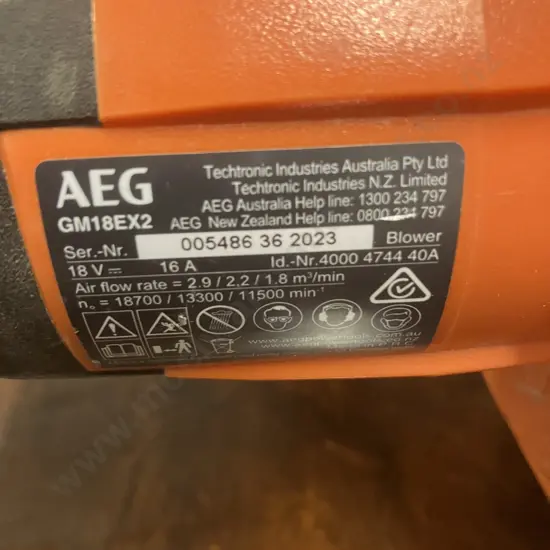 AEG
GM18EX2
Techtronic Industries Australia Pty Ltd
Techtronic Industries N.Z. Limited
AEG Australia Help line: 1300 234 797
AEG New Zealand Help line: 0800 234 797
Ser.-Nr. 005486 36 2023 Blower
18 V 16 A Id.-Nr.4000 4744 40A
Air flow rate = 2.9 / 2.2 / 1.8 m³/min
n₀ = 18700 / 13300 / 11500 min⁻¹